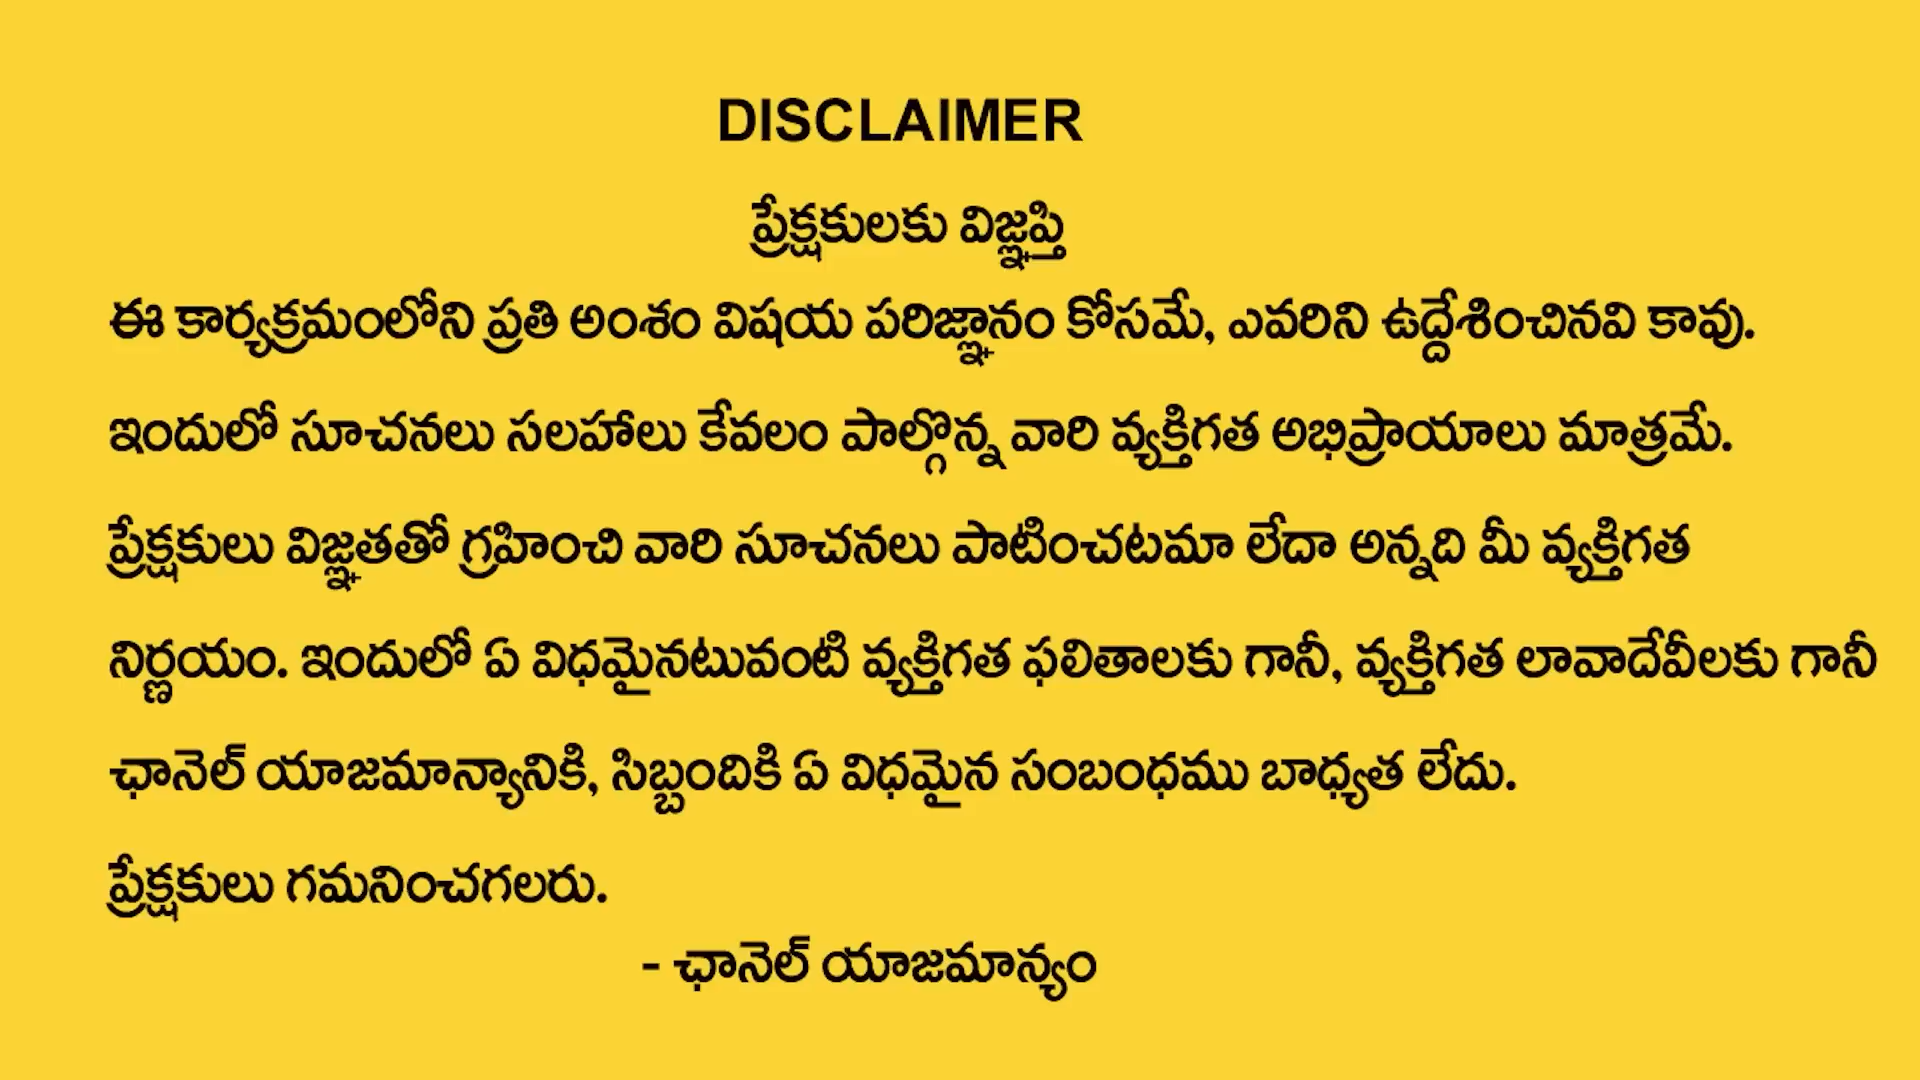 DISCLAIMER
ప్రేక్షకులకు విజ్ఞప్తి
ఈ కార్యక్రమంలోని ప్రతి అంశం విషయ పరిజ్ఞానం కోసమే, ఎవరిని ఉద్దేశించినవి కావు.
ఇందులో సూచనలు సలహాలు కేవలం పాల్గొన్న వారి వ్యక్తిగత అభిప్రాయాలు మాత్రమే.
ప్రేక్షకులు విజ్ఞతతో గ్రహించి వారి సూచనలు పాటించటమా లేదా అన్నది మీ వ్యక్తిగత
నిర్ణయం. ఇందులో ఏ విధమైనటువంటి వ్యక్తిగత ఫలితాలకు గానీ, వ్యక్తిగత లావాదేవీలకు గానీ
ఛానెల్ యాజమాన్యానికి, సిబ్బందికి ఏ విధమైన సంబంధము బాధ్యత లేదు.
ప్రేక్షకులు గమనించగలరు.
- ఛానెల్ యాజమాన్యం